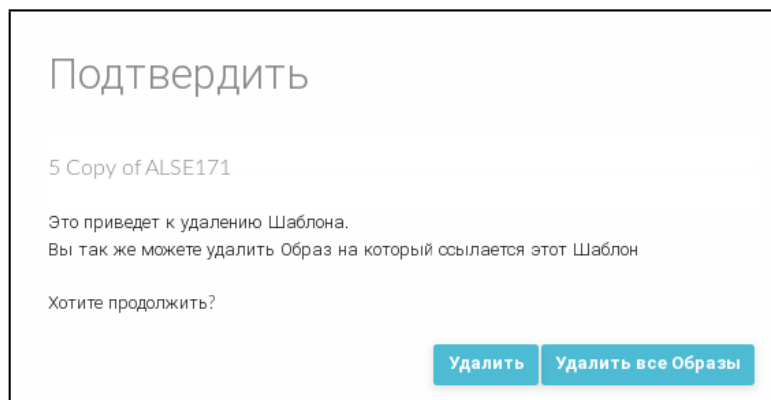 Подтвердить
5 Copy of ALSE171
Это приведет к удалению Шаблона.
Вы так же можете удалить Образ на который ссылается этот Шаблон
Хотите продолжить?
Удалить Удалить все Образы